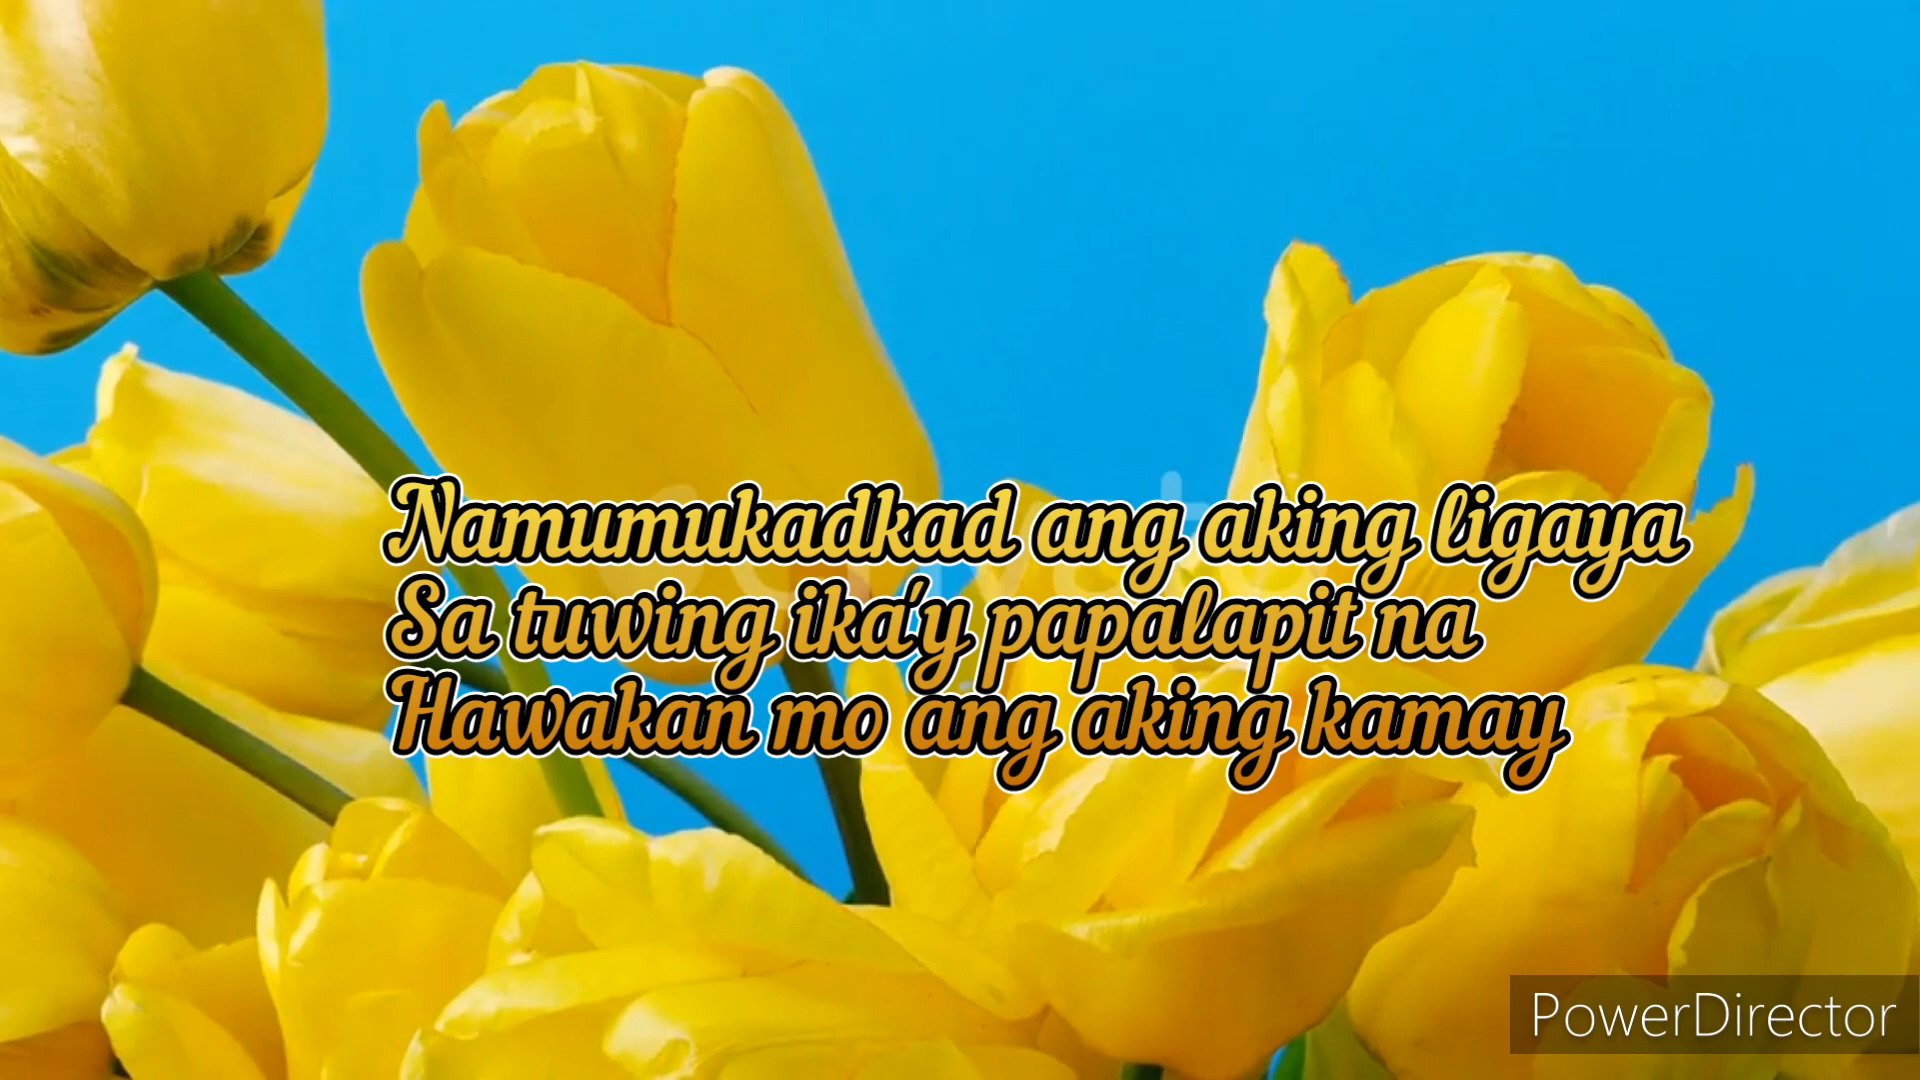 Namumukadkad ang aking ligaya
Sa tuwing ika'y papalapit na
Hawakan mo ang aking kamay
PowerDirector